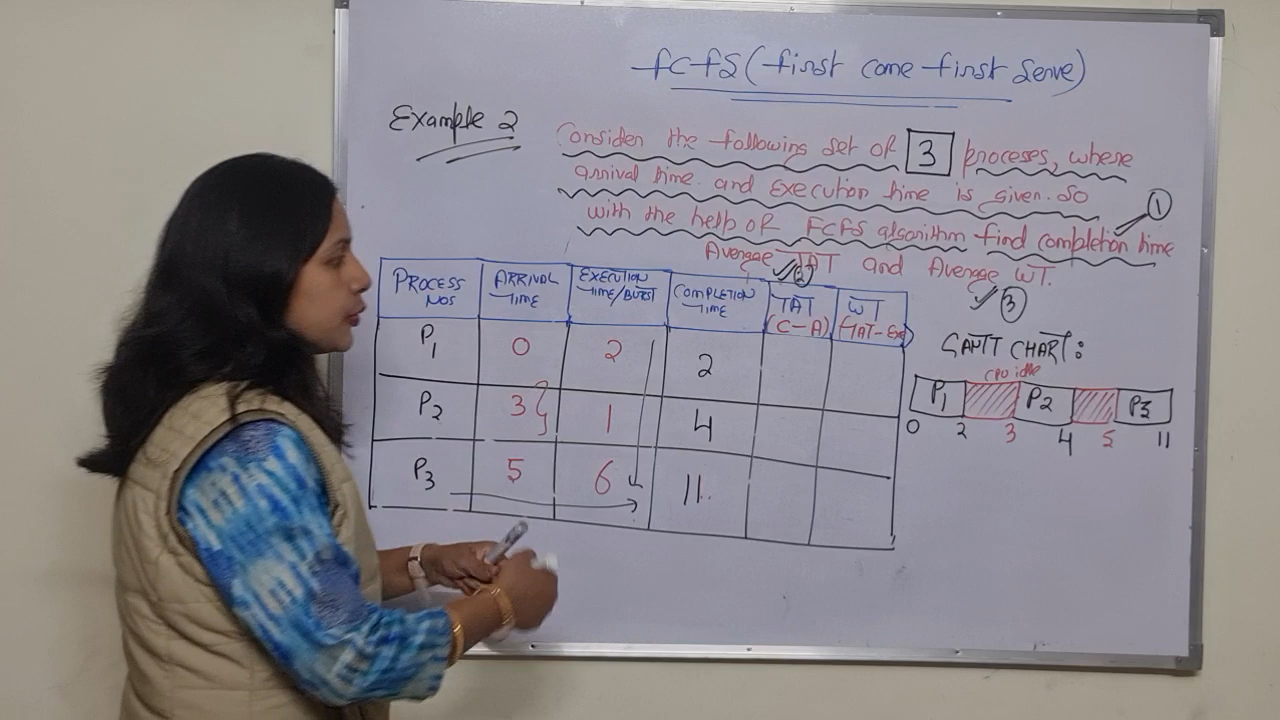 FCFS (First Come First Serve)
Example 2
Consider the following set of 3 proceses, where
arrival time and execution time is given. So
with the help of FCFS algorithm find completion time
1
Average TAT and Average WT.
2
3
PROCESS NOS
ARRIVAL TIME
EXECUTION TIME/BURST
COMPLETION TIME
TAT (C-A)
WT (TAT-Exe)
P1 0 2 2
P2 3 1 4
P3 5 6 11
GANTT CHART:
CPU idle
P1 P2 P3
0 2 3 4 5 11